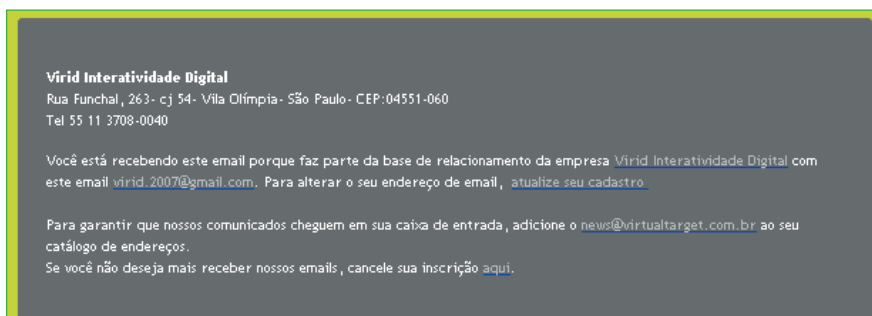 Virid Interatividade Digital
Rua Funchal, 263- cj 54- Vila Olímpia- São Paulo- CEP:04551-060
Tel 55 11 3708-0040
Você está recebendo este email porque faz parte da base de relacionamento da empresa Virid Interatividade Digital com
este email virid.2007@gmail.com. Para alterar o seu endereço de email, atualize seu cadastro
Para garantir que nossos comunicados cheguem em sua caixa de entrada, adicione o news@virtualtarget.com.br ao seu
catálogo de endereços.
Se você não deseja mais receber nossos emails, cancele sua inscrição aqui.